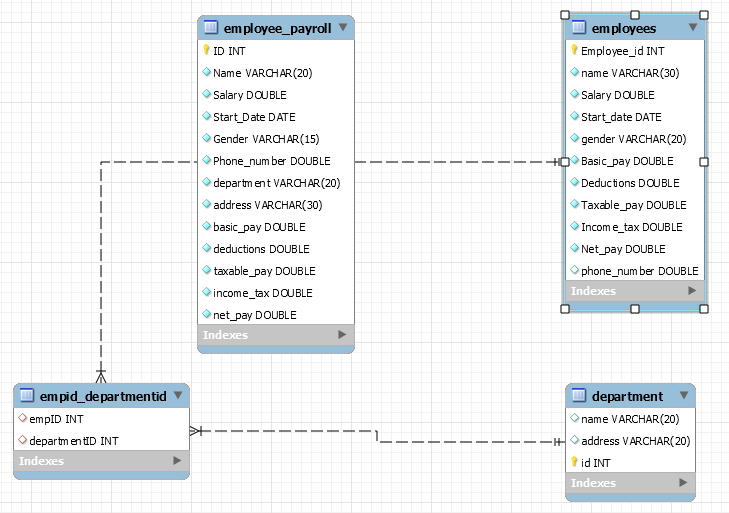 employee_payroll
ID INT
Name VARCHAR(20)
Salary DOUBLE
Start_Date DATE
Gender VARCHAR(15)
Phone_number DOUBLE
department VARCHAR(20)
address VARCHAR(30)
basic_pay DOUBLE
deductions DOUBLE
taxable_pay DOUBLE
income_tax DOUBLE
net_pay DOUBLE
Indexes
employees
Employee_id INT
name VARCHAR(30)
Salary DOUBLE
Start_date DATE
gender VARCHAR(20)
Basic_pay DOUBLE
Deductions DOUBLE
Taxable_pay DOUBLE
Income_tax DOUBLE
Net_pay DOUBLE
phone_number DOUBLE
Indexes
empid_departmentid
empID INT
departmentID INT
Indexes
department
name VARCHAR(20)
address VARCHAR(20)
id INT
Indexes